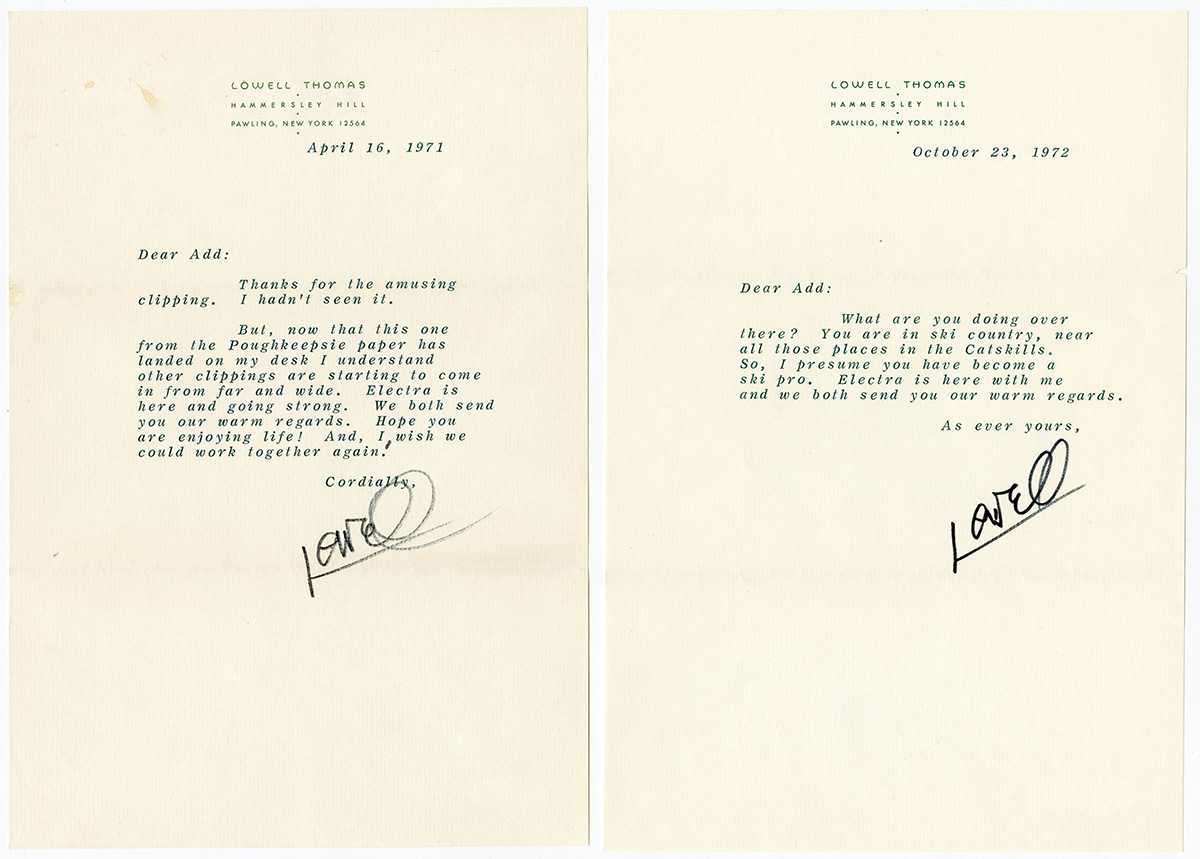 LOWELL THOMAS
HAMMERSLEY HILL
PAWLING, NEW YORK 12564
April 16, 1971
Dear Add:
Thanks for the amusing
clipping. I hadn't seen it.
But, now that this one
from the Poughkeepsie paper has
landed on my desk I understand
other clippings are starting to come
in from far and wide. Electra is
here and going strong. We both send
you our warm regards. Hope you
are enjoying life! And, I wish we
could work together again.
Cordially,
Lowell
LOWELL THOMAS
HAMMERSLEY HILL
PAWLING, NEW YORK 12564
October 23, 1972
Dear Add:
What are you doing over
there? You are in ski country, near
all those places in the Catskills.
So, I presume you have become a
ski pro. Electra is here with me
and we both send you our warm regards.
As ever yours,
Lowell